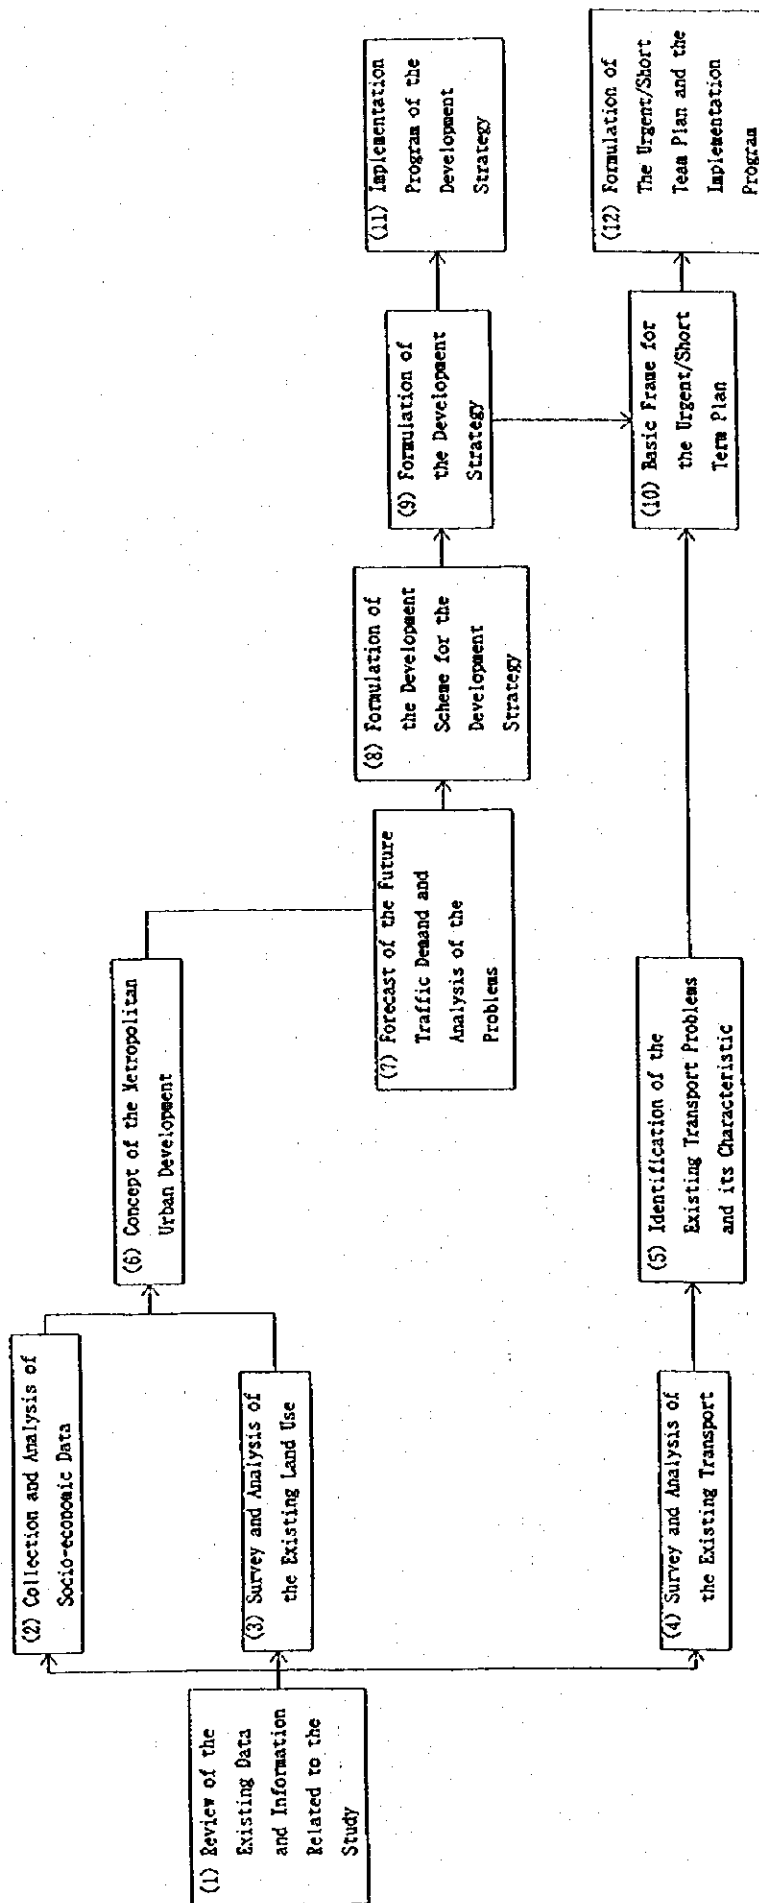 (1) Review of the
Existing Data
and Information
Related to the
Study
(2) Collection and Analysis of
Socio-economic Data
(3) Survey and Analysis of
the Existing Land Use
(4) Survey and Analysis of
the Existing Transport
(5) Identification of the
Existing Transport Problems
and its Characteristic
(6) Concept of the Metropolitan
Urban Development
(7) Forecast of the Future
Traffic Demand and
Analysis of the
Problems
(8) Formulation of
the Development
Scheme for the
Development
Strategy
(9) Formulation of
the Development
Strategy
(10) Basic Frame for
the Urgent/Short
Term Plan
(11) Implementation
Program of the
Development
Strategy
(12) Formulation of
The Urgent/Short
Team Plan and the
Implementation
Program